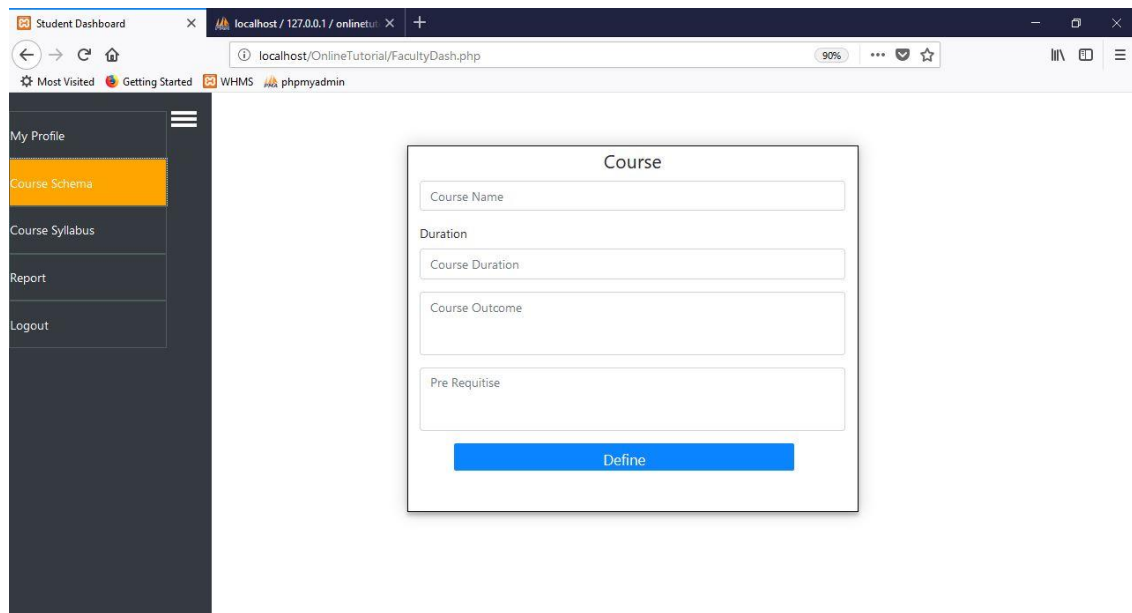 Student Dashboard
localhost / 127.0.0.1 / onlinetut
localhost/OnlineTutorial/FacultyDash.php
90%
Most Visited
Getting Started
WHMS
phpmyadmin
My Profile
Course Schema
Course Syllabus
Report
Logout
Course
Course Name
Duration
Course Duration
Course Outcome
Pre Requitise
Define